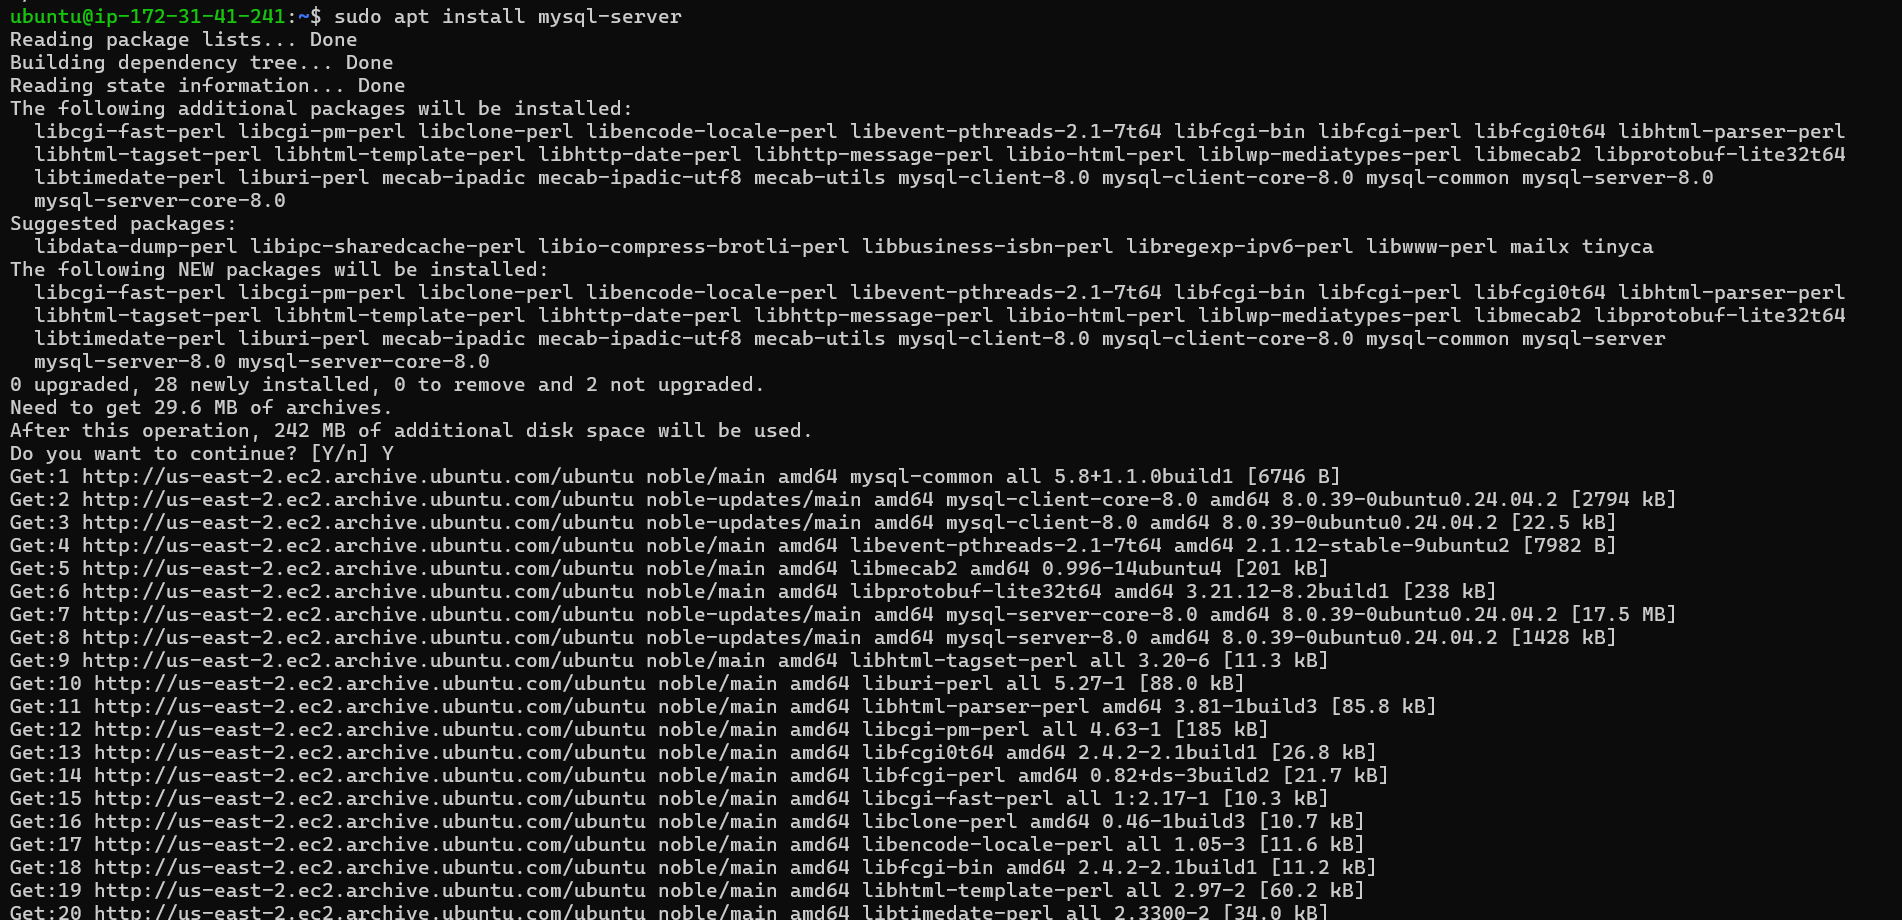 ubuntu@ip-172-31-41-241:~$ sudo apt install mysql-server
Reading package lists... Done
Building dependency tree... Done
Reading state information... Done
The following additional packages will be installed:
  libcgi-fast-perl libcgi-pm-perl libclone-perl libencode-locale-perl libevent-pthreads-2.1-7t64 libfcgi-bin libfcgi-perl libfcgi0t64 libhtml-parser-perl
  libhtml-tagset-perl libhtml-template-perl libhttp-date-perl libhttp-message-perl libio-html-perl liblwp-mediatypes-perl libmecab2 libprotobuf-lite32t64
  libtimedate-perl liburi-perl mecab-ipadic mecab-ipadic-utf8 mecab-utils mysql-client-8.0 mysql-client-core-8.0 mysql-common mysql-server-8.0
  mysql-server-core-8.0
Suggested packages:
  libdata-dump-perl libipc-sharedcache-perl libio-compress-brotli-perl libbusiness-isbn-perl libregexp-ipv6-perl libwww-perl mailx tinyca
The following NEW packages will be installed:
  libcgi-fast-perl libcgi-pm-perl libclone-perl libencode-locale-perl libevent-pthreads-2.1-7t64 libfcgi-bin libfcgi-perl libfcgi0t64 libhtml-parser-perl
  libhtml-tagset-perl libhtml-template-perl libhttp-date-perl libhttp-message-perl libio-html-perl liblwp-mediatypes-perl libmecab2 libprotobuf-lite32t64
  libtimedate-perl liburi-perl mecab-ipadic mecab-ipadic-utf8 mecab-utils mysql-client-8.0 mysql-client-core-8.0 mysql-common mysql-server
  mysql-server-8.0 mysql-server-core-8.0
0 upgraded, 28 newly installed, 0 to remove and 2 not upgraded.
Need to get 29.6 MB of archives.
After this operation, 242 MB of additional disk space will be used.
Do you want to continue? [Y/n] Y
Get:1 http://us-east-2.ec2.archive.ubuntu.com/ubuntu noble/main amd64 mysql-common all 5.8+1.1.0build1 [6746 B]
Get:2 http://us-east-2.ec2.archive.ubuntu.com/ubuntu noble-updates/main amd64 mysql-client-core-8.0 amd64 8.0.39-0ubuntu0.24.04.2 [2794 kB]
Get:3 http://us-east-2.ec2.archive.ubuntu.com/ubuntu noble-updates/main amd64 mysql-client-8.0 amd64 8.0.39-0ubuntu0.24.04.2 [22.5 kB]
Get:4 http://us-east-2.ec2.archive.ubuntu.com/ubuntu noble/main amd64 libevent-pthreads-2.1-7t64 amd64 2.1.12-stable-9ubuntu2 [7982 B]
Get:5 http://us-east-2.ec2.archive.ubuntu.com/ubuntu noble/main amd64 libmecab2 amd64 0.996-14ubuntu4 [201 kB]
Get:6 http://us-east-2.ec2.archive.ubuntu.com/ubuntu noble/main amd64 libprotobuf-lite32t64 amd64 3.21.12-8.2build1 [238 kB]
Get:7 http://us-east-2.ec2.archive.ubuntu.com/ubuntu noble-updates/main amd64 mysql-server-core-8.0 amd64 8.0.39-0ubuntu0.24.04.2 [17.5 MB]
Get:8 http://us-east-2.ec2.archive.ubuntu.com/ubuntu noble-updates/main amd64 mysql-server-8.0 amd64 8.0.39-0ubuntu0.24.04.2 [1428 kB]
Get:9 http://us-east-2.ec2.archive.ubuntu.com/ubuntu noble/main amd64 libhtml-tagset-perl all 3.20-6 [11.3 kB]
Get:10 http://us-east-2.ec2.archive.ubuntu.com/ubuntu noble/main amd64 liburi-perl all 5.27-1 [88.0 kB]
Get:11 http://us-east-2.ec2.archive.ubuntu.com/ubuntu noble/main amd64 libhtml-parser-perl amd64 3.81-1build3 [85.8 kB]
Get:12 http://us-east-2.ec2.archive.ubuntu.com/ubuntu noble/main amd64 libcgi-pm-perl all 4.63-1 [185 kB]
Get:13 http://us-east-2.ec2.archive.ubuntu.com/ubuntu noble/main amd64 libfcgi0t64 amd64 2.4.2-2.1build1 [26.8 kB]
Get:14 http://us-east-2.ec2.archive.ubuntu.com/ubuntu noble/main amd64 libfcgi-perl amd64 0.82+ds-3build2 [21.7 kB]
Get:15 http://us-east-2.ec2.archive.ubuntu.com/ubuntu noble/main amd64 libcgi-fast-perl all 1:2.17-1 [10.3 kB]
Get:16 http://us-east-2.ec2.archive.ubuntu.com/ubuntu noble/main amd64 libclone-perl amd64 0.46-1build3 [10.7 kB]
Get:17 http://us-east-2.ec2.archive.ubuntu.com/ubuntu noble/main amd64 libencode-locale-perl all 1.05-3 [11.6 kB]
Get:18 http://us-east-2.ec2.archive.ubuntu.com/ubuntu noble/main amd64 libfcgi-bin amd64 2.4.2-2.1build1 [11.2 kB]
Get:19 http://us-east-2.ec2.archive.ubuntu.com/ubuntu noble/main amd64 libhtml-template-perl all 2.97-2 [60.2 kB]
Get:20 http://us-east-2.ec2.archive.ubuntu.com/ubuntu noble/main amd64 libtimedate-perl all 2.3300-2 [34.0 kB]